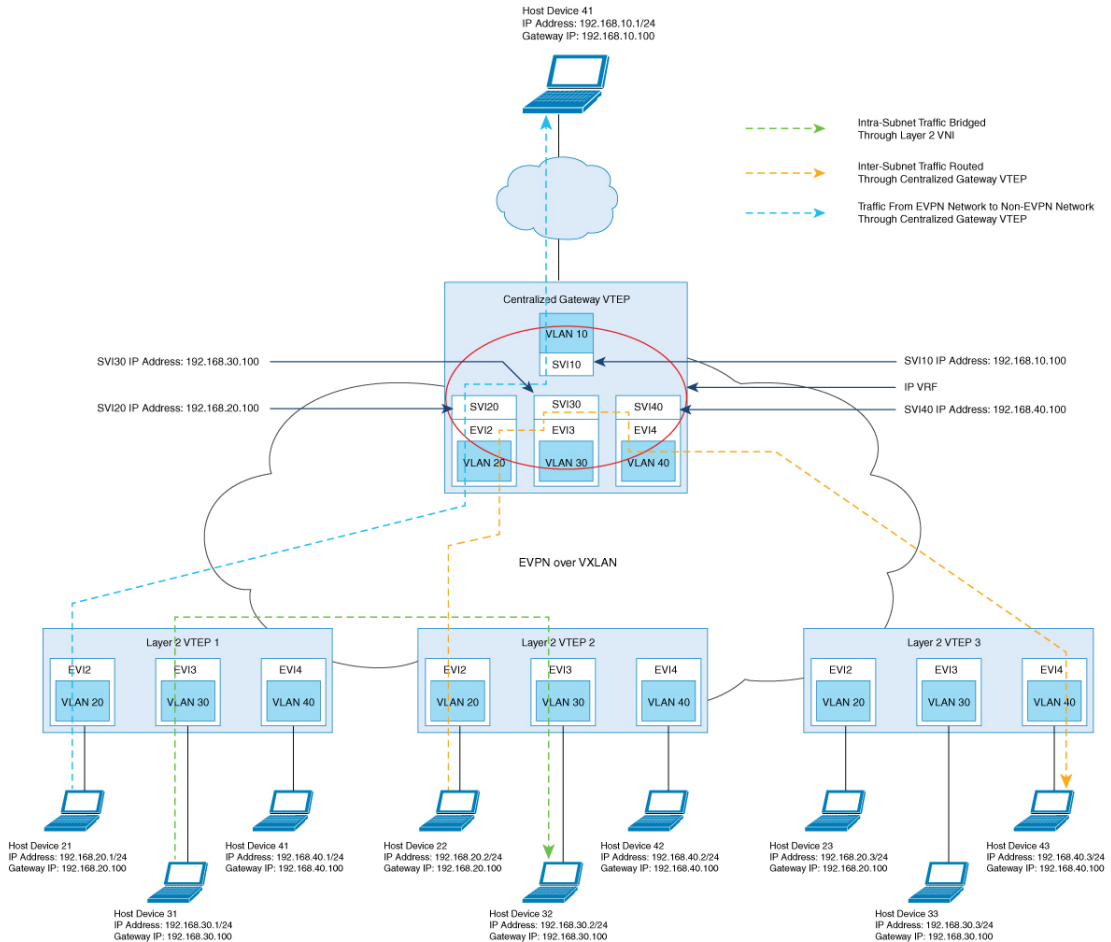 Host Device 41
IP Address: 192.168.10.1/24
Gateway IP: 192.168.10.100
Intra-Subnet Traffic Bridged
Through Layer 2 VNI
Inter-Subnet Traffic Routed
Through Centralized Gateway VTEP
Traffic From EVPN Network to Non-EVPN Network
Through Centralized Gateway VTEP
Centralized Gateway VTEP
VLAN 10
SVI10
SVI30 IP Address: 192.168.30.100
SVI10 IP Address: 192.168.10.100
IP VRF
SVI20 IP Address: 192.168.20.100
SVI40 IP Address: 192.168.40.100
SVI20
EVI2
VLAN 20
SVI30
EVI3
VLAN 30
SVI40
EVI4
VLAN 40
EVPN over VXLAN
Layer 2 VTEP 1
EVI2
VLAN 20
EVI3
VLAN 30
EVI4
VLAN 40
Layer 2 VTEP 2
EVI2
VLAN 20
EVI3
VLAN 30
EVI4
VLAN 40
Layer 2 VTEP 3
EVI2
VLAN 20
EVI3
VLAN 30
EVI4
VLAN 40
Host Device 21
IP Address: 192.168.20.1/24
Gateway IP: 192.168.20.100
Host Device 41
IP Address: 192.168.40.1/24
Gateway IP: 192.168.40.100
Host Device 22
IP Address: 192.168.20.2/24
Gateway IP: 192.168.20.100
Host Device 42
IP Address: 192.168.40.2/24
Gateway IP: 192.168.40.100
Host Device 23
IP Address: 192.168.20.3/24
Gateway IP: 192.168.20.100
Host Device 43
IP Address: 192.168.40.3/24
Gateway IP: 192.168.40.100
Host Device 31
IP Address: 192.168.30.1/24
Gateway IP: 192.168.30.100
Host Device 32
IP Address: 192.168.30.2/24
Gateway IP: 192.168.30.100
Host Device 33
IP Address: 192.168.30.3/24
Gateway IP: 192.168.30.100